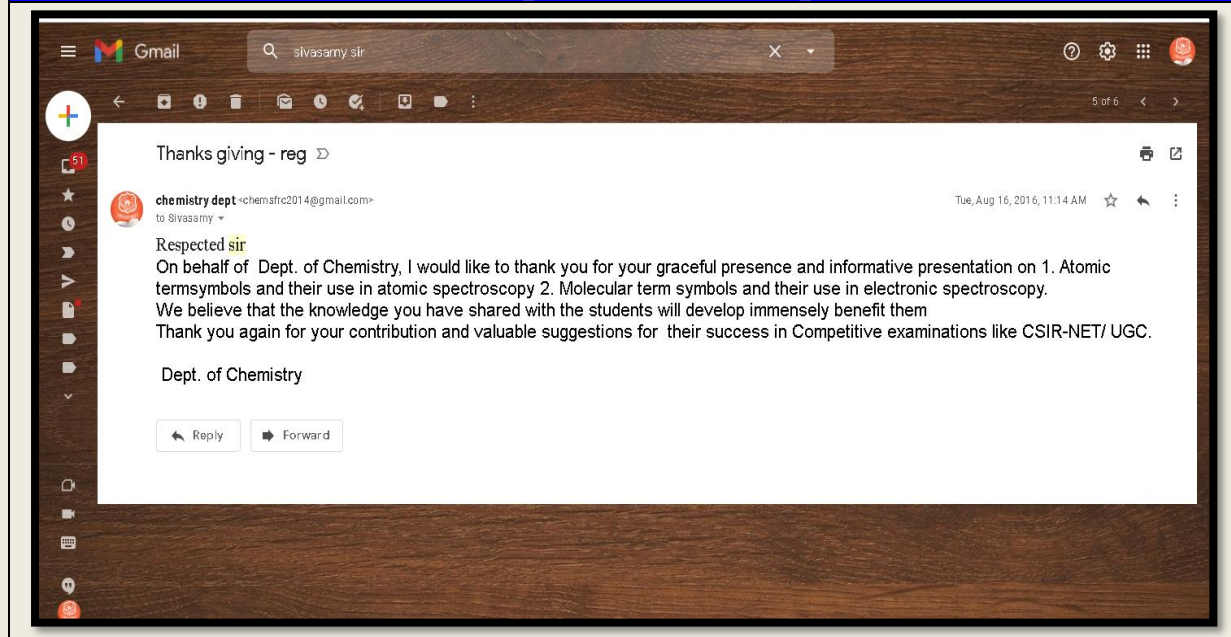 Gmail
sivasamy sir
5 of 6
51
Thanks giving - reg
chemistry dept <chemsfrc2014@gmail.com>
Tue, Aug 16, 2016, 11:14 AM
to Sivasamy
Respected sir
On behalf of Dept. of Chemistry, I would like to thank you for your graceful presence and informative presentation on 1. Atomic
termsymbols and their use in atomic spectroscopy 2. Molecular term symbols and their use in electronic spectroscopy.
We believe that the knowledge you have shared with the students will develop immensely benefit them
Thank you again for your contribution and valuable suggestions for their success in Competitive examinations like CSIR-NET/ UGC.
Dept. of Chemistry
Reply
Forward